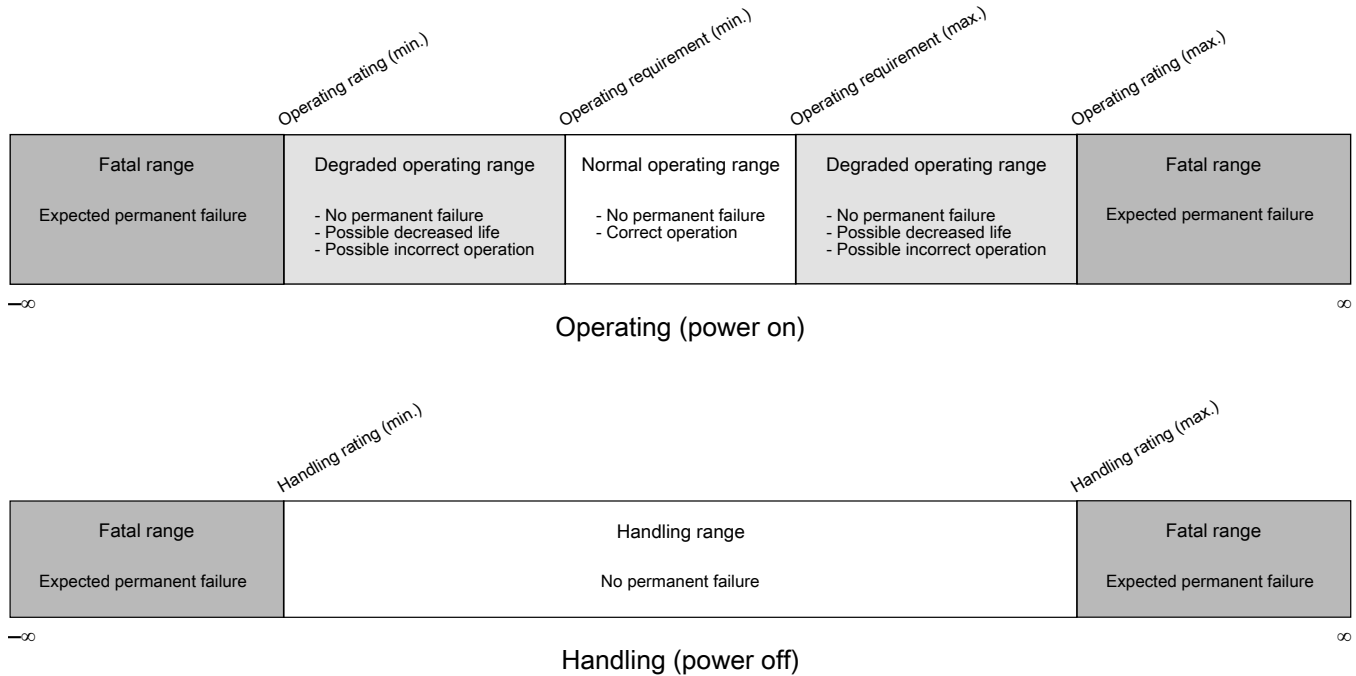 Operating rating (min.)
Operating requirement (min.)
Operating requirement (max.)
Operating rating (max.)
Fatal range
Expected permanent failure
Degraded operating range
- No permanent failure
- Possible decreased life
- Possible incorrect operation
Normal operating range
- No permanent failure
- Correct operation
Degraded operating range
- No permanent failure
- Possible decreased life
- Possible incorrect operation
Fatal range
Expected permanent failure
–∞
∞
Operating (power on)
Handling rating (min.)
Handling rating (max.)
Fatal range
Expected permanent failure
Handling range
No permanent failure
Fatal range
Expected permanent failure
–∞
∞
Handling (power off)